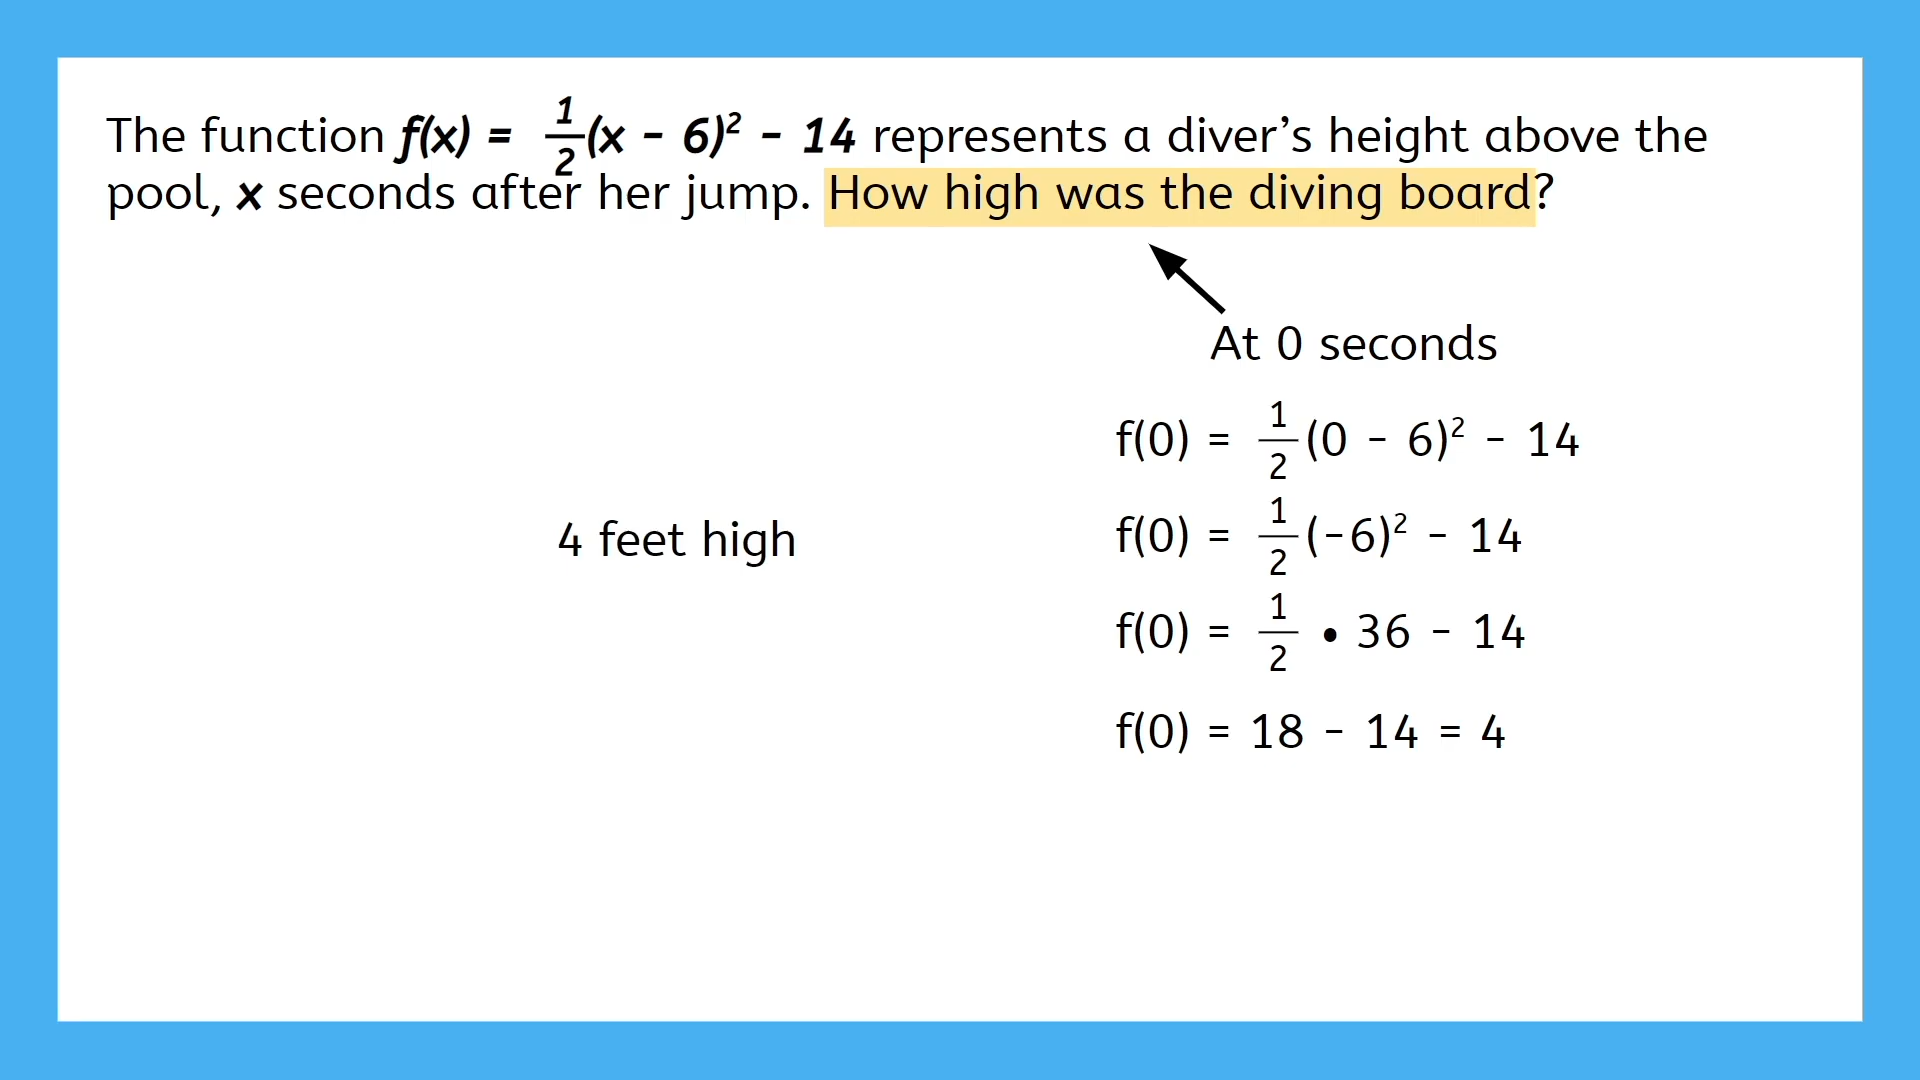 The function f(x) = 1/2(x - 6)² - 14 represents a diver's height above the
pool, x seconds after her jump. How high was the diving board?
At 0 seconds
f(0) = 1/2(0 - 6)² - 14
4 feet high
f(0) = 1/2(-6)² - 14
f(0) = 1/2 • 36 - 14
f(0) = 18 - 14 = 4